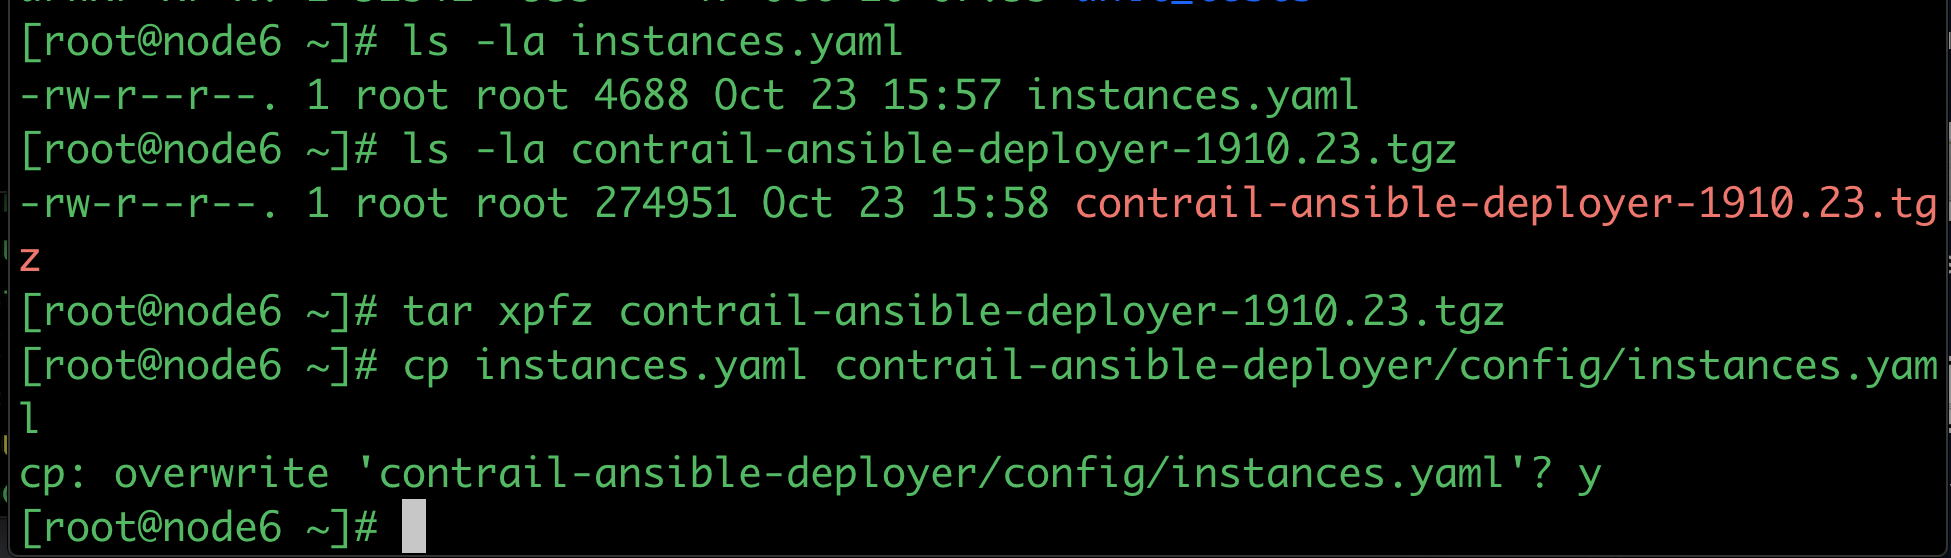 [root@node6 ~]# ls -la instances.yaml
-rw-r--r--. 1 root root 4688 Oct 23 15:57 instances.yaml
[root@node6 ~]# ls -la contrail-ansible-deployer-1910.23.tgz
-rw-r--r--. 1 root root 274951 Oct 23 15:58 contrail-ansible-deployer-1910.23.tg
z
[root@node6 ~]# tar xpfz contrail-ansible-deployer-1910.23.tgz
[root@node6 ~]# cp instances.yaml contrail-ansible-deployer/config/instances.yam
l
cp: overwrite 'contrail-ansible-deployer/config/instances.yaml'? y
[root@node6 ~]#